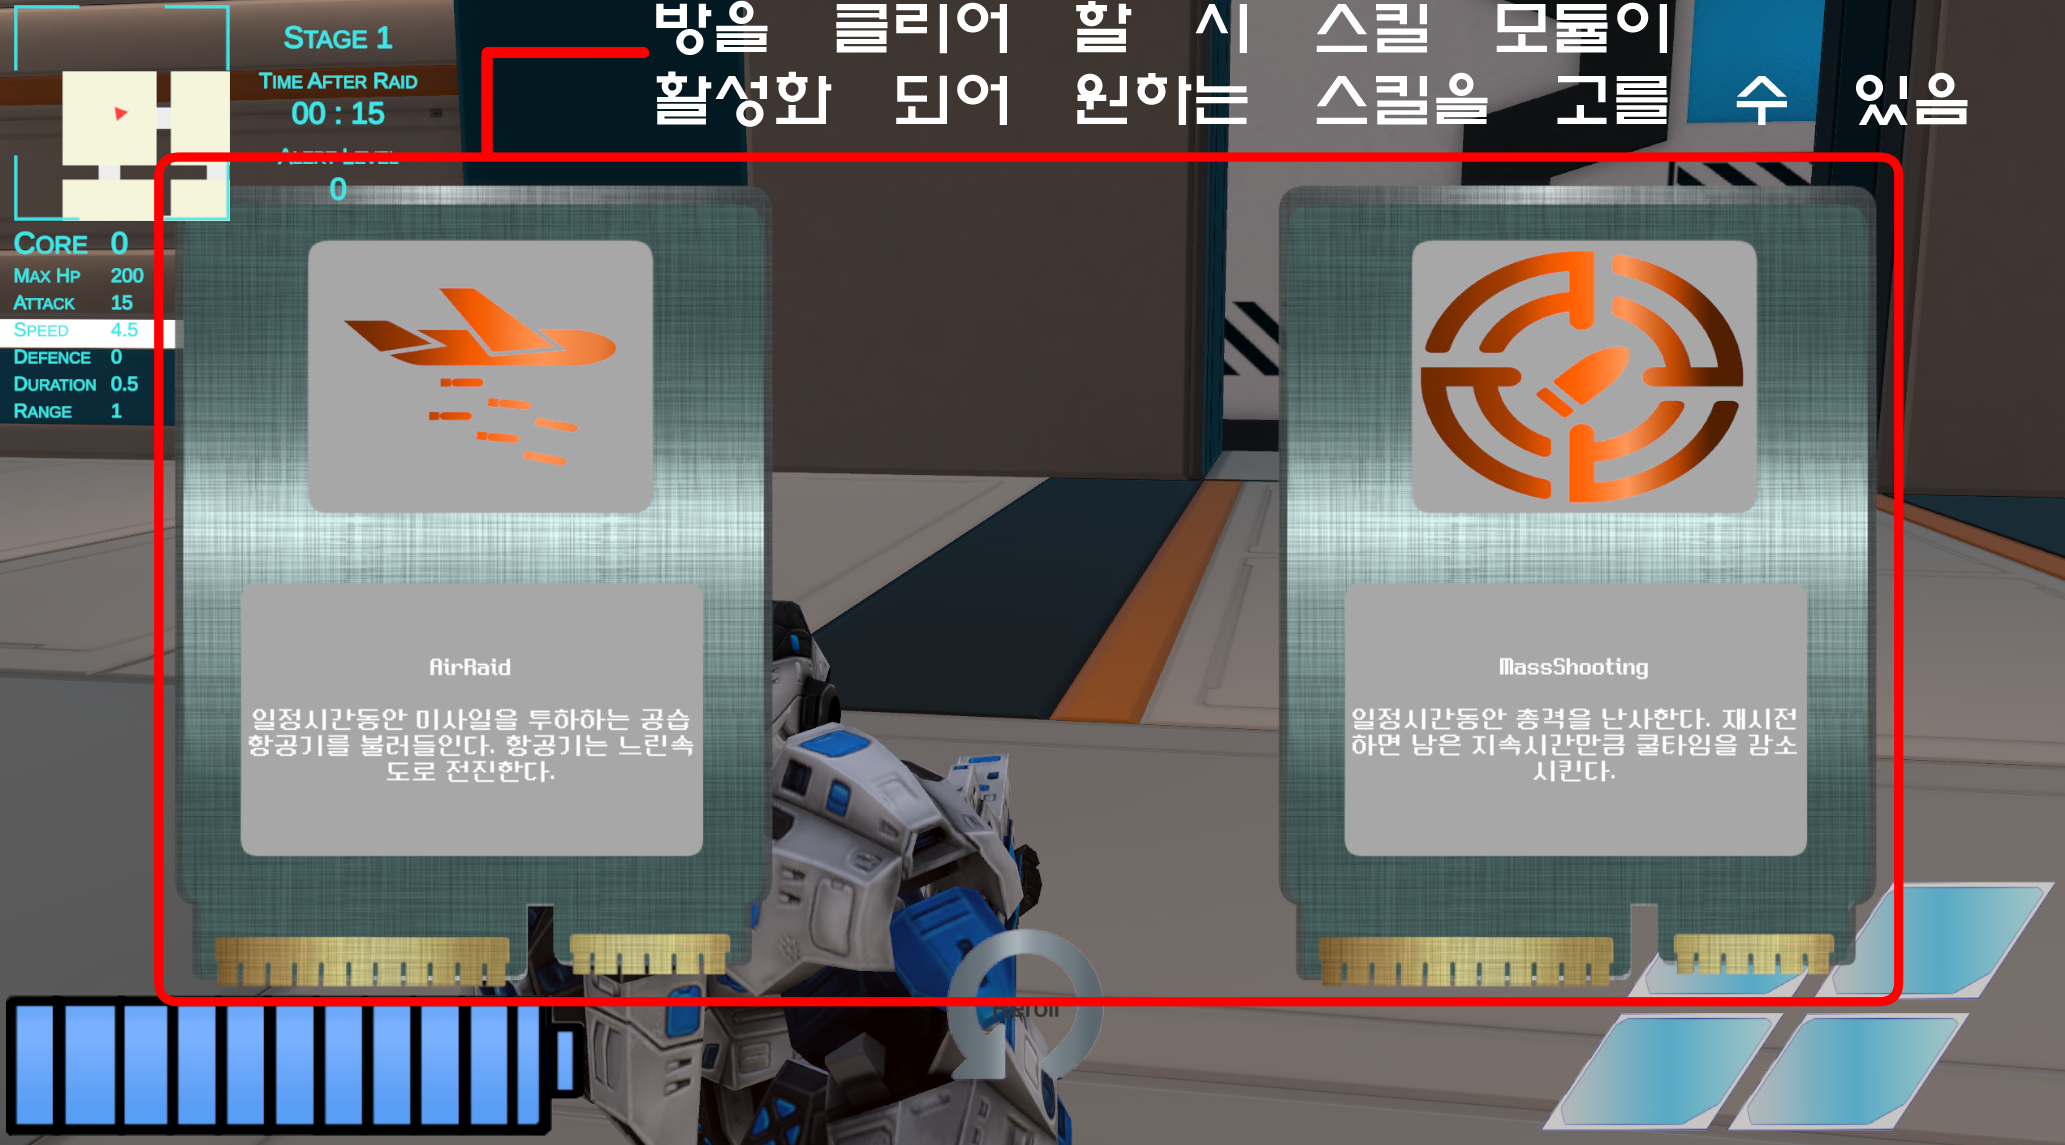 방을 클리어 할 시 스킬 모듈이
활성화 되어 원하는 스킬을 고를 수 있음
STAGE 1
TIME AFTER RAID
00 : 15
ALERT LEVEL
0
CORE 0
MAX HP 200
ATTACK 15
SPEED 4.5
DEFENCE 0
DURATION 0.5
RANGE 1
AirRaid
일정시간동안 미사일을 투하하는 공습
항공기를 불러들인다. 항공기는 느린속
도로 전진한다.
MassShooting
일정시간동안 총격을 난사한다. 재시전
하면 남은 지속시간만큼 쿨타임을 감소
시킨다.
Reroll